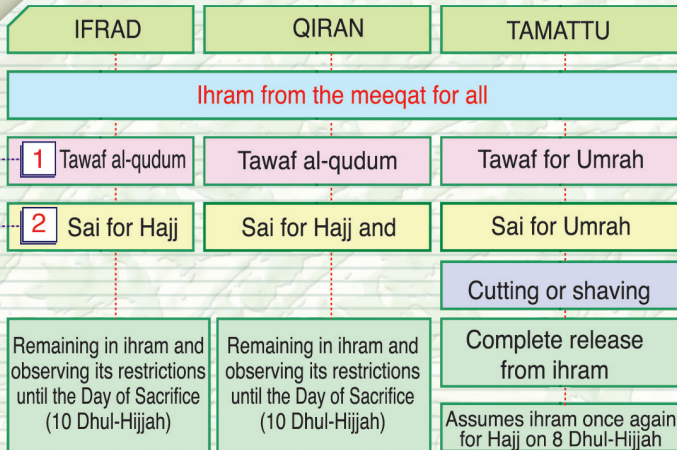 IFRAD
QIRAN
TAMATTU
Ihram from the meeqat for all
1 Tawaf al-qudum
Tawaf al-qudum
Tawaf for Umrah
2 Sai for Hajj
Sai for Hajj and
Sai for Umrah
Cutting or shaving
Remaining in ihram and
observing its restrictions
until the Day of Sacrifice
(10 Dhul-Hijjah)
Remaining in ihram and
observing its restrictions
until the Day of Sacrifice
(10 Dhul-Hijjah)
Complete release
from ihram
Assumes ihram once again
for Hajj on 8 Dhul-Hijjah